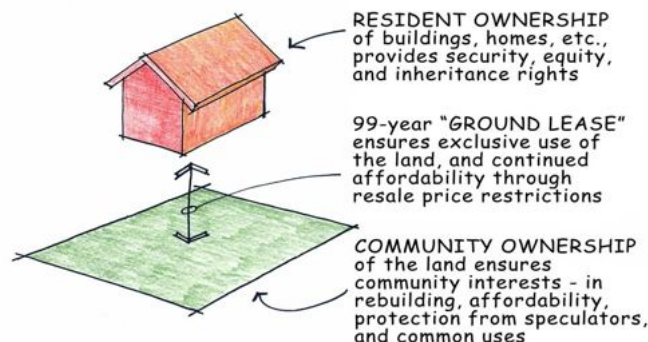 RESIDENT OWNERSHIP
of buildings, homes, etc.,
provides security, equity,
and inheritance rights
99-year “GROUND LEASE”
ensures exclusive use of
the land, and continued
affordability through
resale price restrictions
COMMUNITY OWNERSHIP
of the land ensures
community interests - in
rebuilding, affordability,
protection from speculators,
and common uses